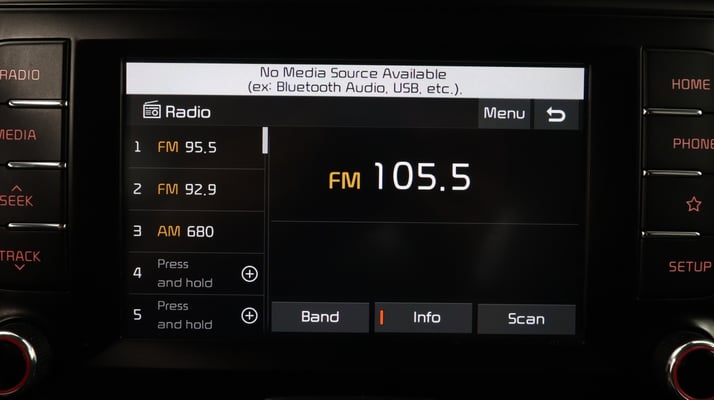 No Media Source Available
(ex: Bluetooth Audio, USB, etc.).
Radio
Menu
1 FM 95.5
2 FM 92.9
3 AM 680
4 Press
and hold
5 Press
and hold
FM 105.5
Band
Info
Scan
RADIO
MEDIA
SEEK
TRACK
HOME
PHONE
SETUP